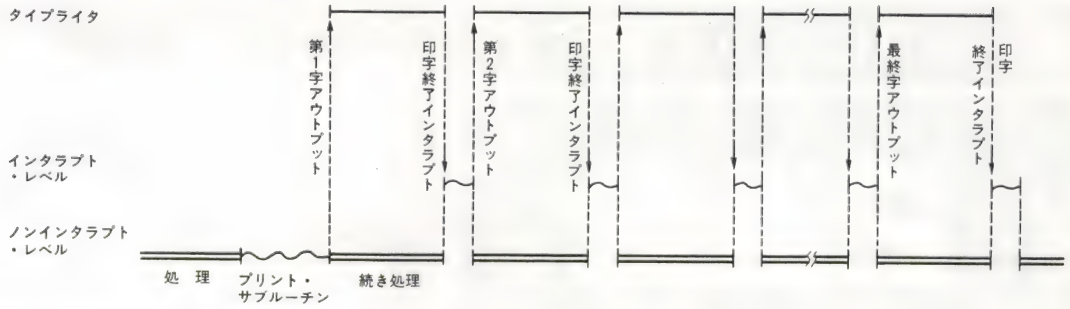 タイプライタ
第1字アウトプット
印字終了インタラプト
第2字アウトプット
印字終了インタラプト
最終字アウトプット
印字
終了インタラプト
インタラプト
・レベル
ノンインタラプト
・レベル
処 理
プリント・
サブルーチン
続き処理